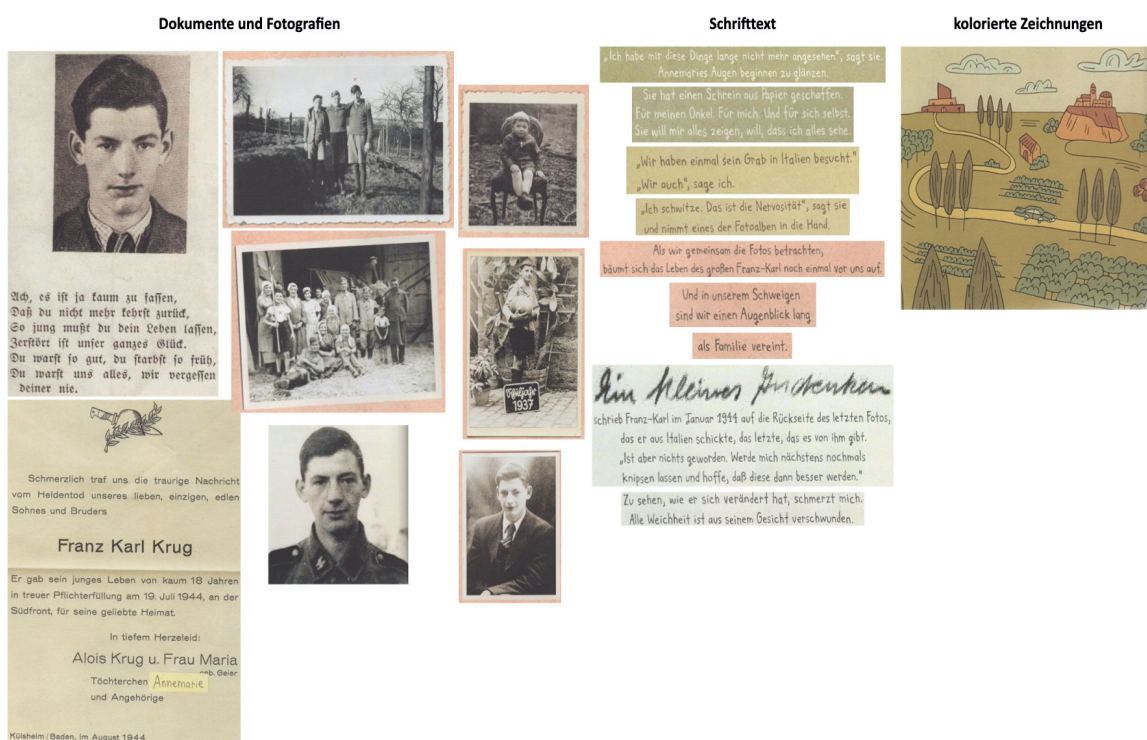 Dokumente und Fotografien
Ach, es ist ja kaum zu fassen,
Daß du nicht mehr kehrst zurück,
So jung mußt du dein Leben lassen,
Zerstört ist unser ganzes Glück.
Du warst so gut, du starbst so früh,
Du warst uns alles, wir vergessen
deiner nie.
Schmerzlich traf uns die traurige Nachricht
vom Heldentod unseres lieben, einzigen, edlen
Sohnes und Bruders
Franz Karl Krug
Er gab sein junges Leben von kaum 18 Jahren
in treuer Pflichterfüllung am 19. Juli 1944, an der
Südfront, für seine geliebte Heimat.
In tiefem Herzeleid:
Alois Krug u. Frau Maria
geb. Geier
Töchterchen Annemarie
und Angehörige
Külsheim/Baden, im August 1944
1937
Schrifttext
„Ich habe mir diese Dinge lange nicht mehr angesehen", sagt sie.
Annemaries Augen beginnen zu glänzen.
Sie hat einen Schrein aus Papier geschaffen.
Für meinen Onkel. Für mich. Und für sich selbst.
Sie will mir alles zeigen, will, dass ich alles sehe.
„Wir haben einmal sein Grab in Italien besucht."
„Wir auch", sage ich.
„Ich schwitze. Das ist die Nervosität", sagt sie
und nimmt eines der Fotoalben in die Hand.
Als wir gemeinsam die Fotos betrachten,
bäumt sich das Leben des großen Franz-Karl noch einmal vor uns auf.
Und in unserem Schweigen
sind wir einen Augenblick lang
als Familie vereint.
Ein kleines Andenken
schrieb Franz-Karl im Januar 1944 auf die Rückseite des letzten Fotos,
das er aus Italien schickte, das letzte, das es von ihm gibt.
„Ist aber nichts geworden. Werde mich nächstens nochmals
knipsen lassen und hoffe, daß diese dann besser werden."
Zu sehen, wie er sich verändert hat, schmerzt mich.
Alle Weichheit ist aus seinem Gesicht verschwunden.
kolorierte Zeichnungen